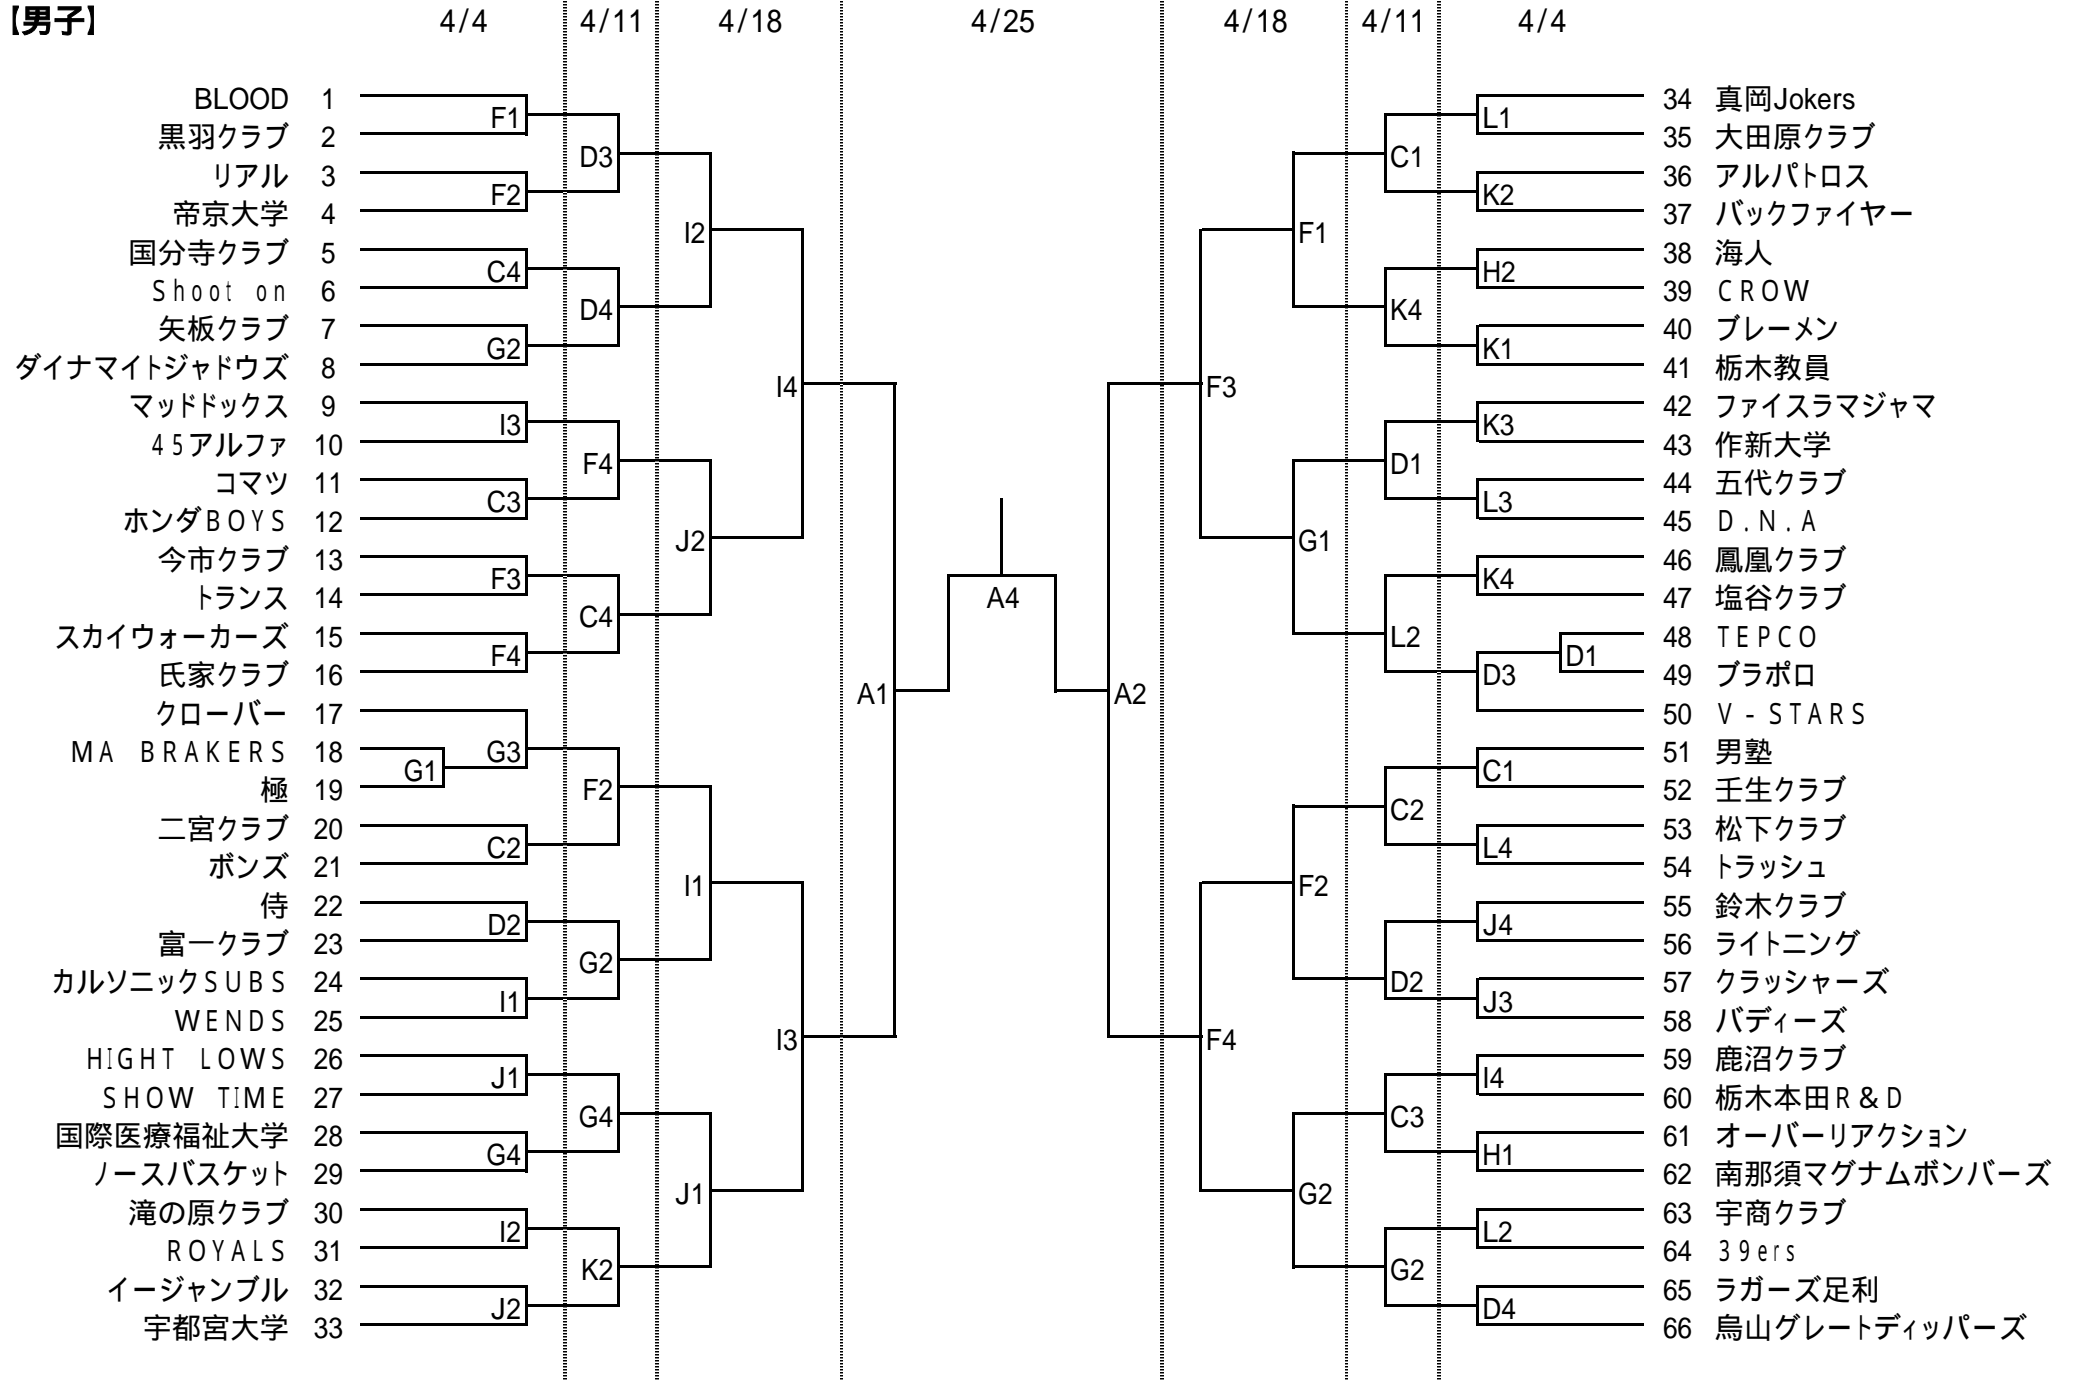 【男子】 4/4 4/11 4/18 4/25 4/18 4/11 4/4
BLOOD 1
F1
黒羽クラブ 2
D3
リアル 3
F2
帝京大学 4
I2
国分寺クラブ 5
C4
Shoot on 6
D4
矢板クラブ 7
G2
ダイナマイトジャドウズ 8
I4
マッドドックス 9
I3
45アルファ 10
F4
コマツ 11
C3
ホンダBOYS 12
J2
今市クラブ 13
F3
トランス 14
C4
スカイウォーカーズ 15
F4
氏家クラブ 16
A1
クローバー 17
G3
MA BRAKERS 18
G1
極 19
F2
二宮クラブ 20
C2
ボンズ 21
I1
侍 22
D2
富一クラブ 23
G2
カルソニックSUBS 24
I1
WENDS 25
I3
HIGHT LOWS 26
J1
SHOW TIME 27
G4
国際医療福祉大学 28
G4
ノースバスケット 29
J1
滝の原クラブ 30
I2
ROYALS 31
K2
イージャンブル 32
J2
宇都宮大学 33
A4
34 真岡Jokers
L1
35 大田原クラブ
C1
36 アルパトロス
K2
37 バックファイヤー
F1
38 海人
H2
39 CROW
K4
40 ブレーメン
K1
41 栃木教員
F3
42 ファイスラマジャマ
K3
43 作新大学
D1
44 五代クラブ
L3
45 D.N.A
G1
46 鳳凰クラブ
K4
47 塩谷クラブ
L2
48 TEPCO
D1
49 ブラポロ
D3
50 V-STARS
A2
51 男塾
C1
52 壬生クラブ
C2
53 松下クラブ
L4
54 トラッシュ
F2
55 鈴木クラブ
J4
56 ライトニング
D2
57 クラッシャーズ
J3
58 バディーズ
F4
59 鹿沼クラブ
I4
60 栃木本田R&D
C3
61 オーバーリアクション
H1
62 南那須マグナムボンバーズ
G2
63 宇商クラブ
L2
64 39ers
G2
65 ラガーズ足利
D4
66 烏山グレートディッパーズ